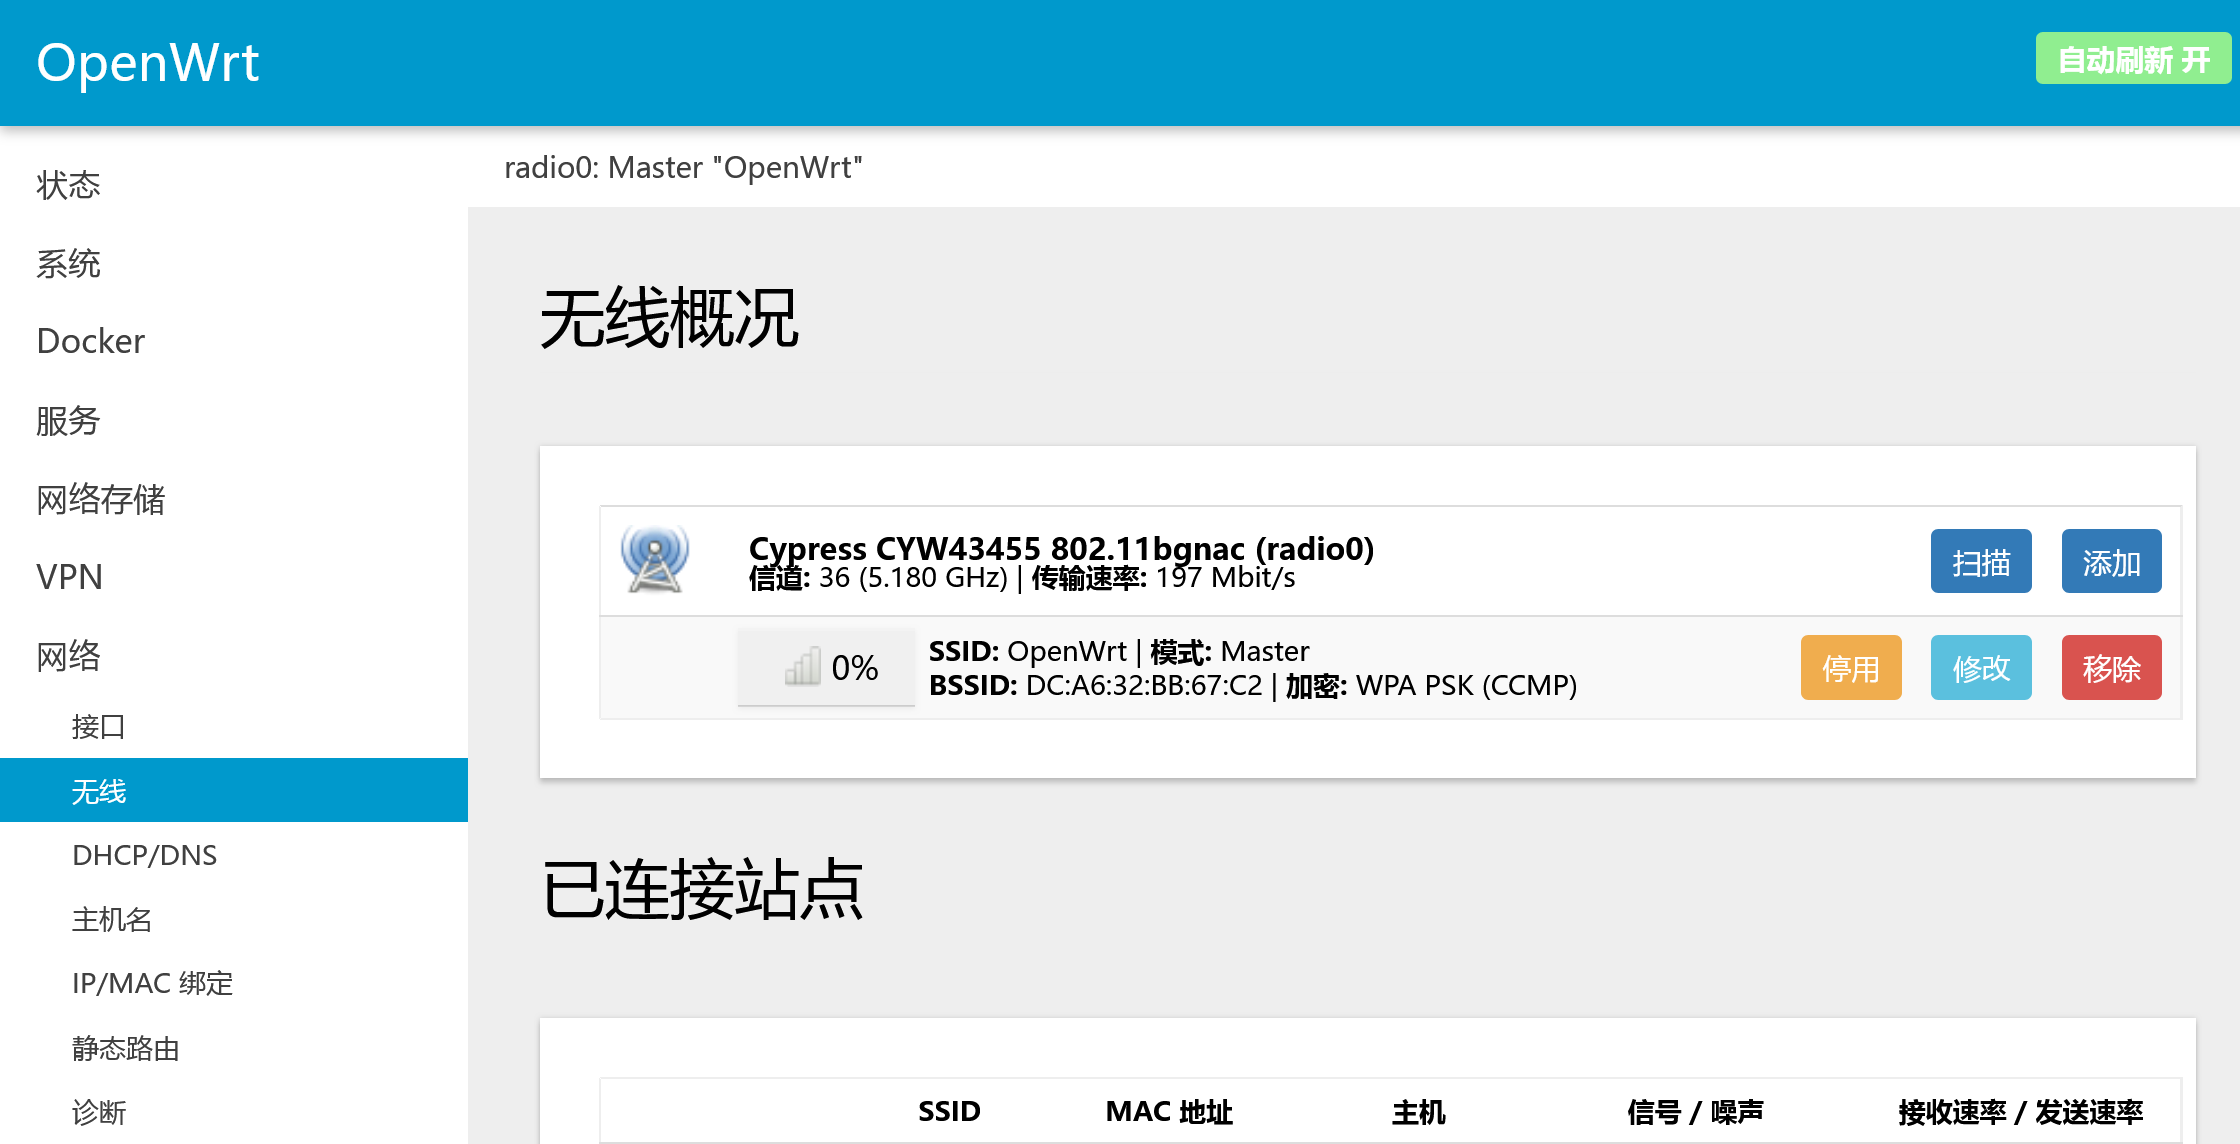 OpenWrt
自动刷新 开
状态
系统
Docker
服务
网络存储
VPN
网络
接口
无线
DHCP/DNS
主机名
IP/MAC 绑定
静态路由
诊断
radio0: Master "OpenWrt"
无线概况
Cypress CYW43455 802.11bgnac (radio0)
信道: 36 (5.180 GHz) | 传输速率: 197 Mbit/s
扫描
添加
0%
SSID: OpenWrt | 模式: Master
BSSID: DC:A6:32:BB:67:C2 | 加密: WPA PSK (CCMP)
停用
修改
移除
已连接站点
SSID MAC 地址 主机 信号 / 噪声 接收速率 / 发送速率